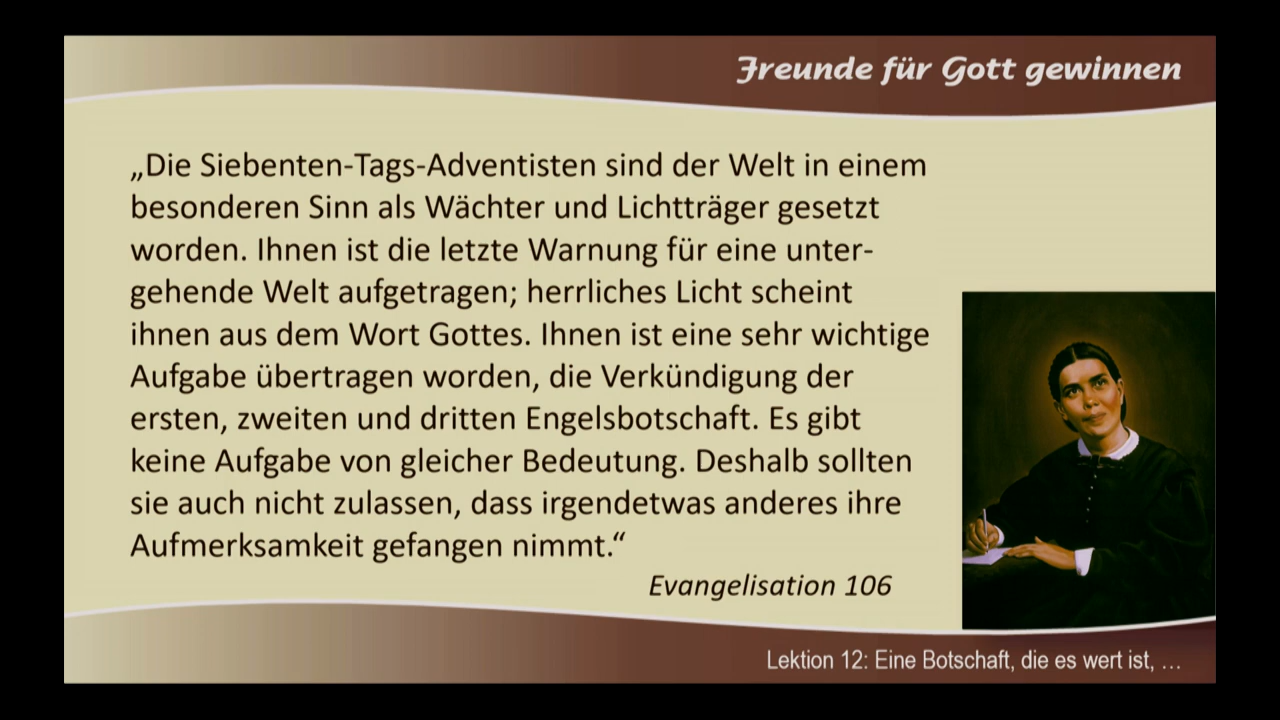 Freunde für Gott gewinnen
„Die Siebenten-Tags-Adventisten sind der Welt in einem
besonderen Sinn als Wächter und Lichtträger gesetzt
worden. Ihnen ist die letzte Warnung für eine unter-
gehende Welt aufgetragen; herrliches Licht scheint
ihnen aus dem Wort Gottes. Ihnen ist eine sehr wichtige
Aufgabe übertragen worden, die Verkündigung der
ersten, zweiten und dritten Engelsbotschaft. Es gibt
keine Aufgabe von gleicher Bedeutung. Deshalb sollten
sie auch nicht zulassen, dass irgendetwas anderes ihre
Aufmerksamkeit gefangen nimmt.“
Evangelisation 106
Lektion 12: Eine Botschaft, die es wert ist, …